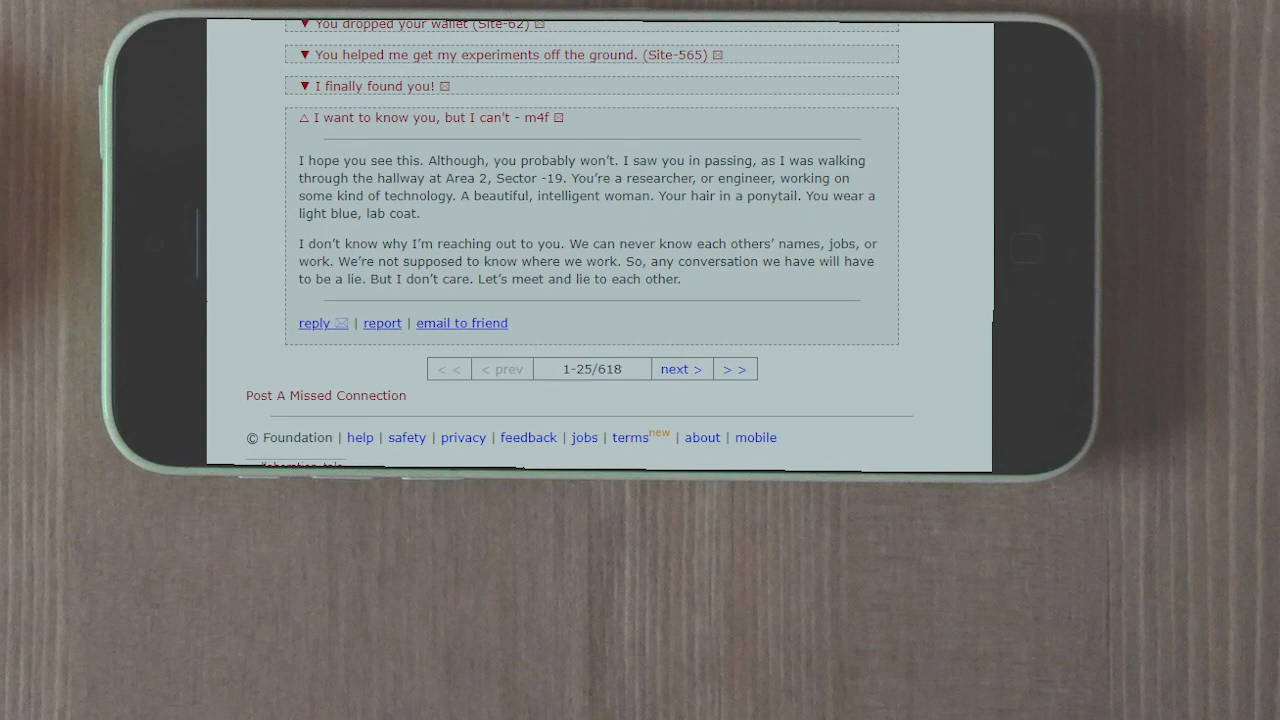 ▼ You dropped your wallet (Site-62) ⚄
▼ You helped me get my experiments off the ground. (Site-565) ⚄
▼ I finally found you! ⚄
△ I want to know you, but I can't - m4f ⚄
I hope you see this. Although, you probably won’t. I saw you in passing, as I was walking
through the hallway at Area 2, Sector -19. You’re a researcher, or engineer, working on
some kind of technology. A beautiful, intelligent woman. Your hair in a ponytail. You wear a
light blue, lab coat.
I don’t know why I’m reaching out to you. We can never know each others’ names, jobs, or
work. We’re not supposed to know where we work. So, any conversation we have will have
to be a lie. But I don’t care. Let’s meet and lie to each other.
reply ✉ | report | email to friend
< < < prev 1-25/618 next > > >
Post A Missed Connection
© Foundation | help | safety | privacy | feedback | jobs | terms new | about | mobile